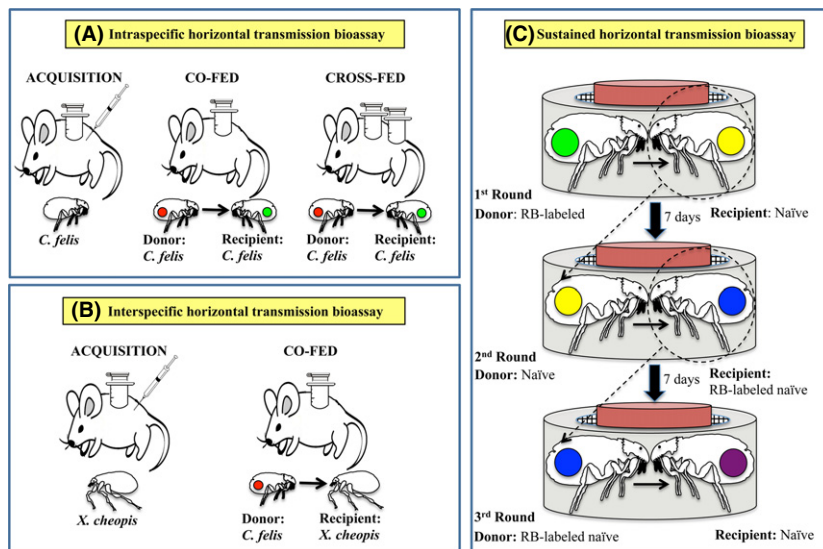 (A) Intraspecific horizontal transmission bioassay
ACQUISITION
CO-FED
CROSS-FED
C. felis
Donor:
C. felis
Recipient:
C. felis
Donor:
C. felis
Recipient:
C. felis
(B) Interspecific horizontal transmission bioassay
ACQUISITION
CO-FED
X. cheopis
Donor:
C. felis
Recipient:
X. cheopis
(C) Sustained horizontal transmission bioassay
1st Round
Donor: RB-labeled
Recipient: Naïve
7 days
2nd Round
Donor: Naïve
Recipient:
RB-labeled naïve
7 days
3rd Round
Donor: RB-labeled naïve
Recipient: Naïve